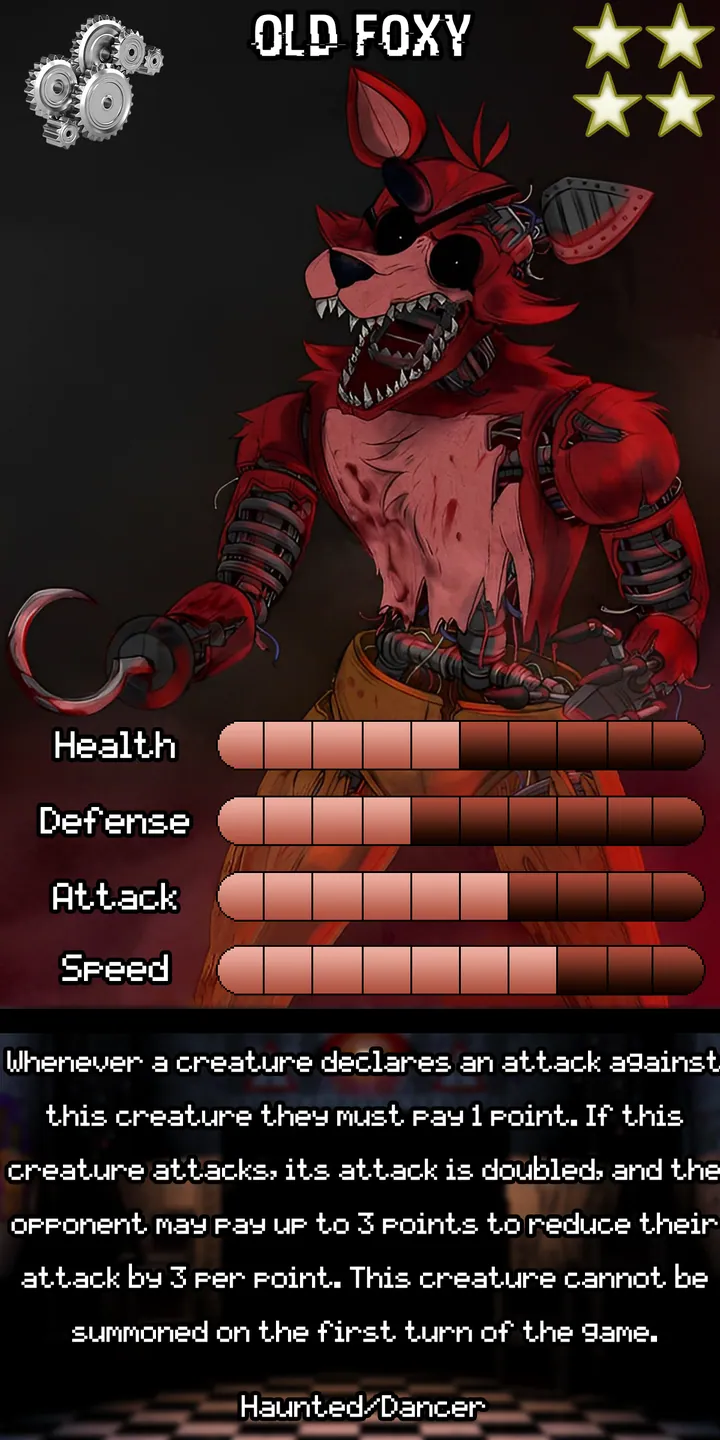 OLD FOXY
Health
Defense
Attack
Speed
Whenever a creature declares an attack against
this creature they must pay 1 point. If this
creature attacks, its attack is doubled, and the
opponent may pay up to 3 points to reduce their
attack by 3 per point. This creature cannot be
summoned on the first turn of the game.
Haunted/Dancer